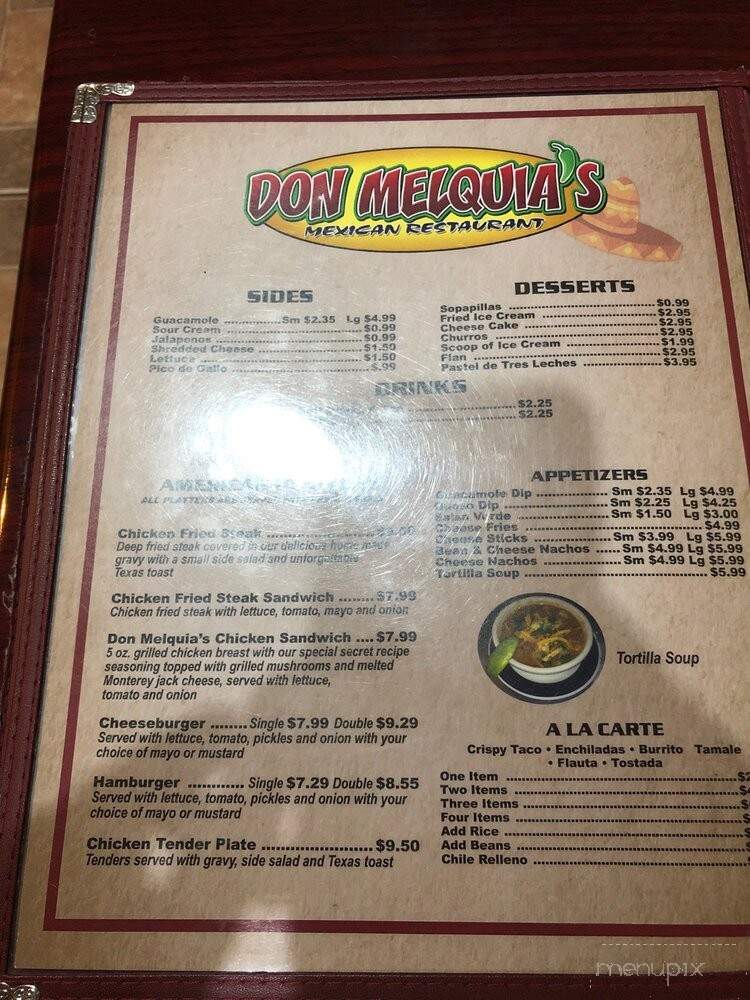 DON MELQUIA'S
MEXICAN RESTAURANT
SIDES
Guacamole .................. Sm $2.35 Lg $4.99
Sour Cream .................. $0.99
Jalapenos .................. $0.99
Shredded Cheese .................. $1.50
Lettuce .................. $1.50
Pico de Gallo .................. $.99
DESSERTS
Sopapillas .................. $0.99
Fried Ice Cream .................. $2.95
Cheese Cake .................. $2.95
Churros .................. $2.95
Scoop of Ice Cream .................. $1.99
Flan .................. $2.95
Pastel de Tres Leches .................. $3.95
DRINKS
$2.25
$2.25
ALL PLATTERS ARE
Chicken Fried Steak
Deep fried steak covered in our delicious home made
gravy with a small side salad and unforgettable
Texas toast
Chicken Fried Steak Sandwich ........ $7.99
Chicken fried steak with lettuce, tomato, mayo and onion
Don Melquia's Chicken Sandwich .... $7.99
5 oz. grilled chicken breast with our special secret recipe
seasoning topped with grilled mushrooms and melted
Monterey jack cheese, served with lettuce,
tomato and onion
Cheeseburger ........ Single $7.99 Double $9.29
Served with lettuce, tomato, pickles and onion with your
choice of mayo or mustard
Hamburger ............ Single $7.29 Double $8.55
Served with lettuce, tomato, pickles and onion with your
choice of mayo or mustard
Chicken Tender Plate ........................ $9.50
Tenders served with gravy, side salad and Texas toast
APPETIZERS
Guacamole Dip .................. Sm $2.35 Lg $4.99
Queso Dip .................. Sm $2.25 Lg $4.25
Salsa Verde .................. Sm $1.50 Lg $3.00
Cheese Fries .................. $4.99
Cheese Sticks .................. Sm $3.99 Lg $5.99
Bean & Cheese Nachos ...... Sm $4.99 Lg $5.99
Cheese Nachos .................. Sm $4.99 Lg $5.99
Tortilla Soup .................. $5.99
Tortilla Soup
A LA CARTE
Crispy Taco • Enchiladas • Burrito Tamale
• Flauta • Tostada
One Item .................. $2
Two Items ..................
Three Items ..................
Four Items ..................
Add Rice ..................
Add Beans ..................
Chile Relleno ..................
menupix